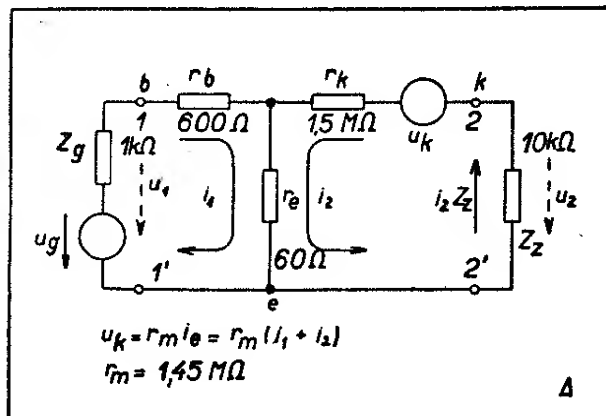 b r_b r_k k
1 600Ω 1,5 MΩ u_k 2
Z_g 1kΩ u_1 i_1 r_e i_2 i_2 Z_z 10kΩ u_2
u_g 60Ω Z_z
1' e 2'
u_k = r_m i_e = r_m (i_1 + i_2)
r_m = 1,45 MΩ
Δ